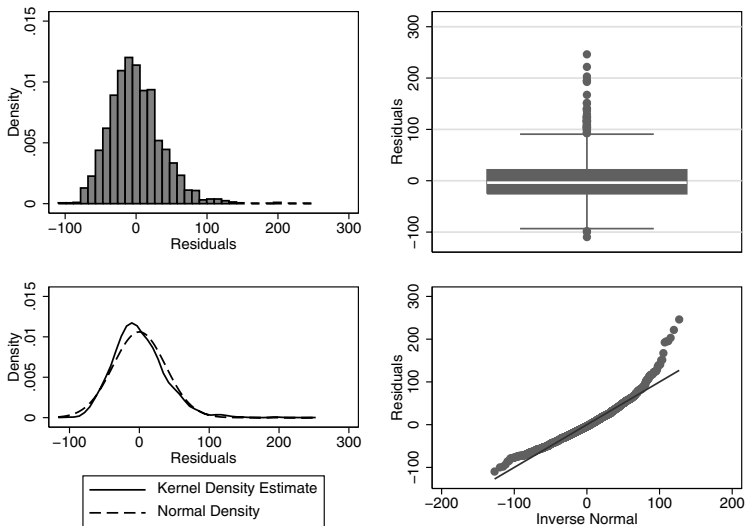 Density
.015
.01
.005
0
−100 0 100 200 300
Residuals
Residuals
300
200
100
0
−100
Density
.015
.01
.005
0
−100 0 100 200 300
Residuals
Kernel Density Estimate
Normal Density
Residuals
300
200
100
0
−100
−200 −100 0 100 200
Inverse Normal